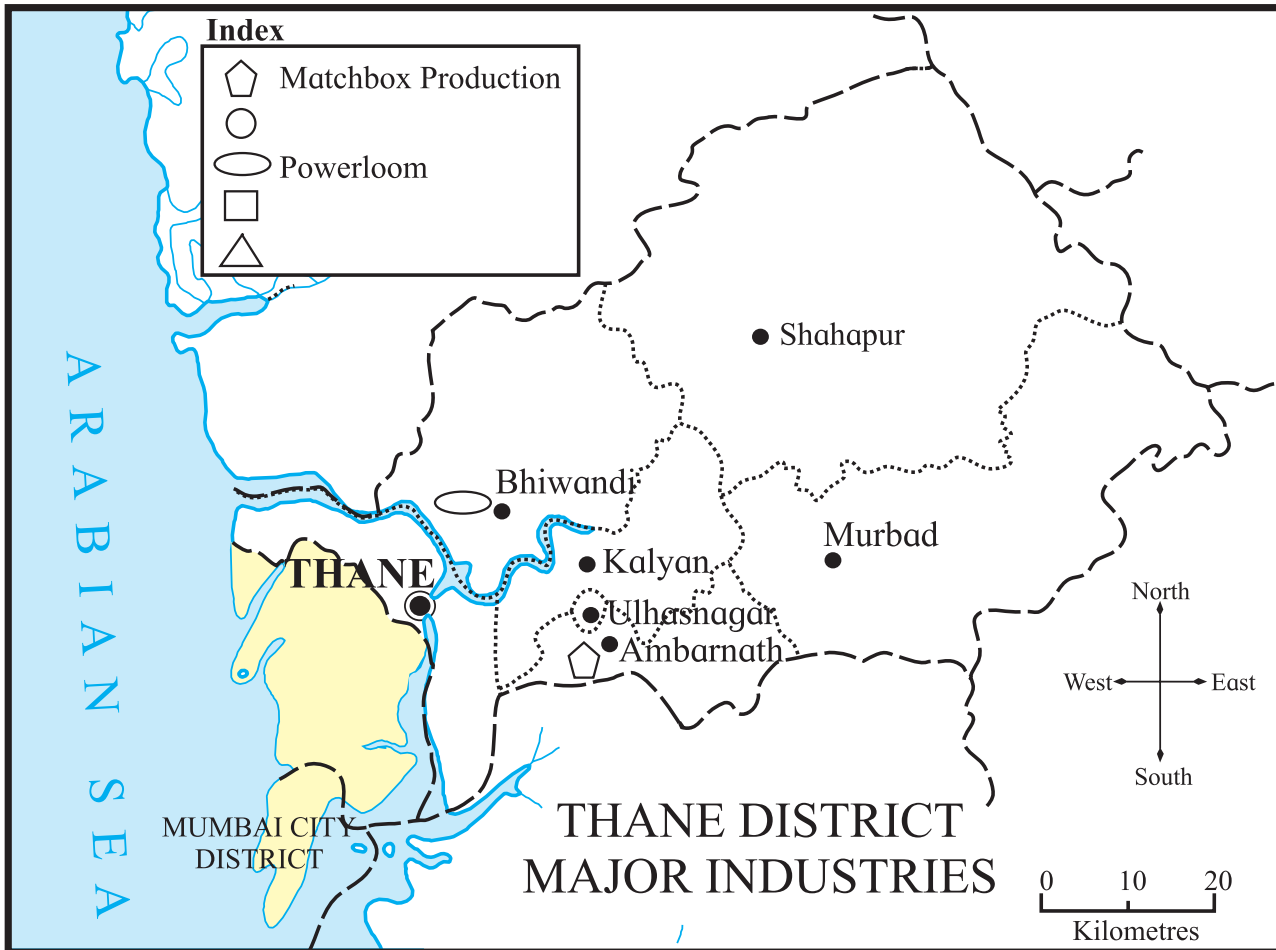 Index
Matchbox Production
Powerloom
Shahapur
Bhiwandi
Murbad
Kalyan
THANE
Ulhasnagar
Ambarnath
ARABIAN SEA
North
West
East
South
MUMBAI CITY
DISTRICT
THANE DISTRICT
MAJOR INDUSTRIES
0 10 20
Kilometres